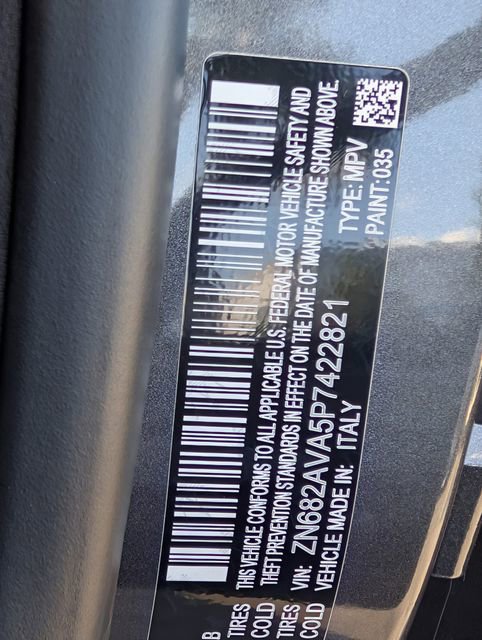 B
TIRES
COLD
TIRES
COLD
THIS VEHICLE CONFORMS TO ALL APPLICABLE U.S. FEDERAL MOTOR VEHICLE SAFETY AND
THEFT PREVENTION STANDARDS IN EFFECT ON THE DATE OF MANUFACTURE SHOWN ABOVE.
VIN: ZN682AVA5P7422821 TYPE: MPV
VEHICLE MADE IN: ITALY PAINT: 035